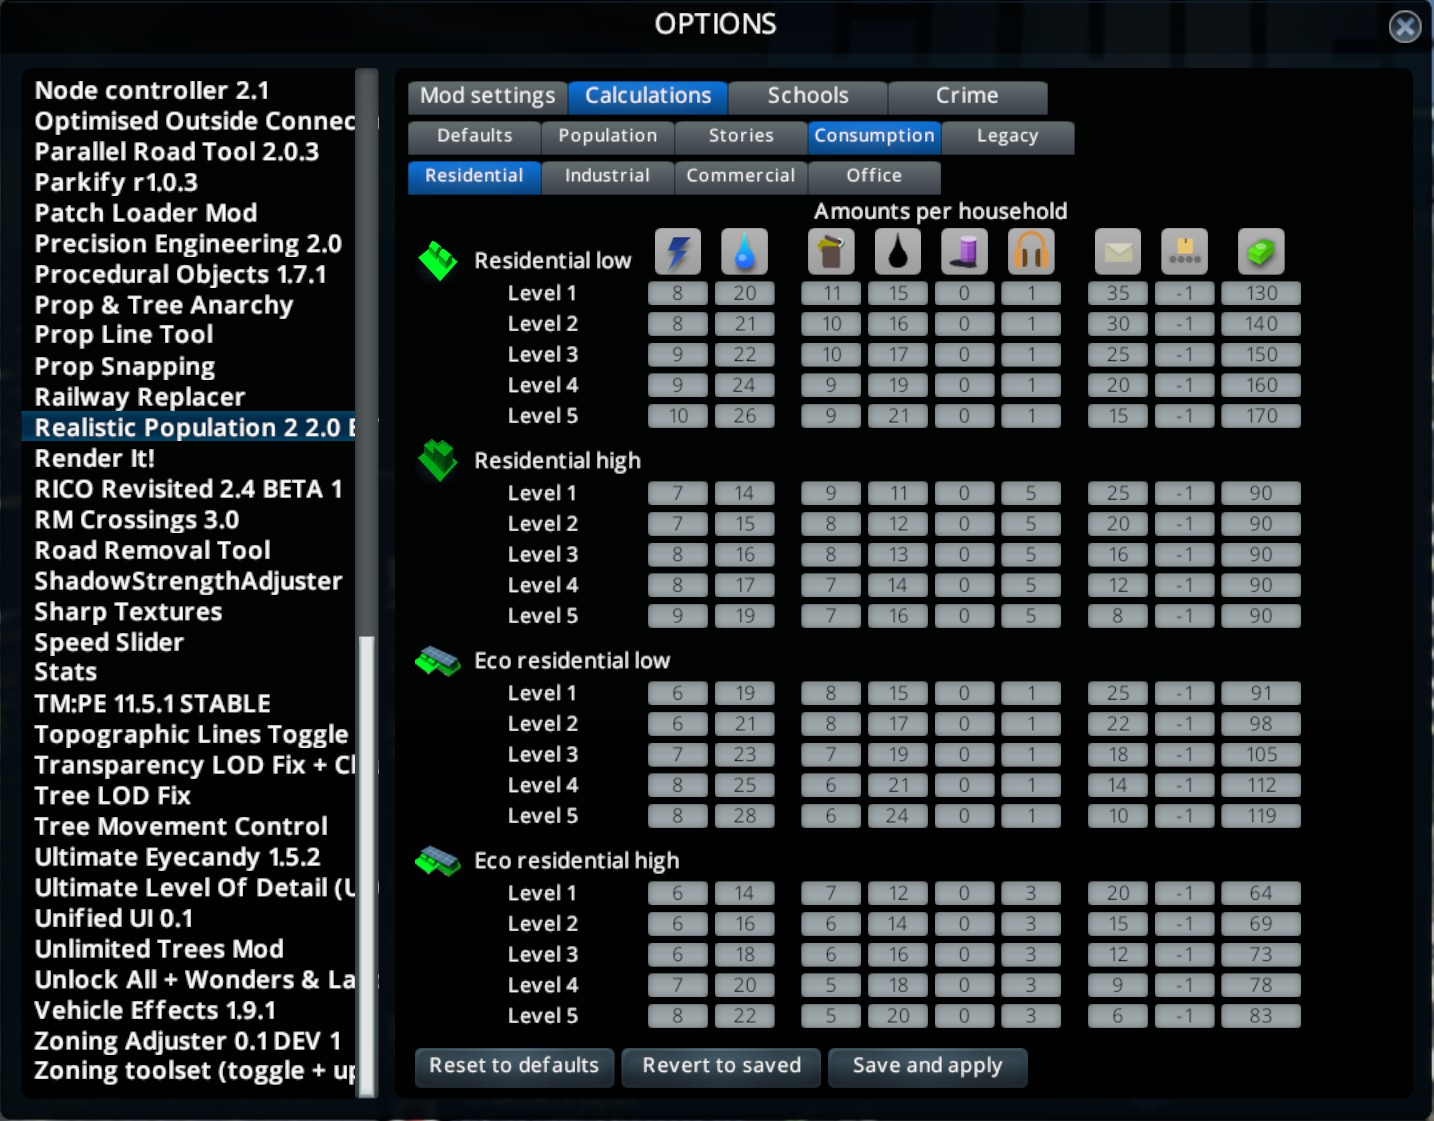 OPTIONS
Node controller 2.1
Optimised Outside Connec
Parallel Road Tool 2.0.3
Parkify r1.0.3
Patch Loader Mod
Precision Engineering 2.0
Procedural Objects 1.7.1
Prop & Tree Anarchy
Prop Line Tool
Prop Snapping
Railway Replacer
Realistic Population 2 2.0 B
Render It!
RICO Revisited 2.4 BETA 1
RM Crossings 3.0
Road Removal Tool
ShadowStrengthAdjuster
Sharp Textures
Speed Slider
Stats
TM:PE 11.5.1 STABLE
Topographic Lines Toggle
Transparency LOD Fix + Cl
Tree LOD Fix
Tree Movement Control
Ultimate Eyecandy 1.5.2
Ultimate Level Of Detail (U
Unified UI 0.1
Unlimited Trees Mod
Unlock All + Wonders & La
Vehicle Effects 1.9.1
Zoning Adjuster 0.1 DEV 1
Zoning toolset (toggle + up
Mod settings Calculations Schools Crime
Defaults Population Stories Consumption Legacy
Residential Industrial Commercial Office
Amounts per household
Residential low
Level 1 8 20 11 15 0 1 35 -1 130
Level 2 8 21 10 16 0 1 30 -1 140
Level 3 9 22 10 17 0 1 25 -1 150
Level 4 9 24 9 19 0 1 20 -1 160
Level 5 10 26 9 21 0 1 15 -1 170
Residential high
Level 1 7 14 9 11 0 5 25 -1 90
Level 2 7 15 8 12 0 5 20 -1 90
Level 3 8 16 8 13 0 5 16 -1 90
Level 4 8 17 7 14 0 5 12 -1 90
Level 5 9 19 7 16 0 5 8 -1 90
Eco residential low
Level 1 6 19 8 15 0 1 25 -1 91
Level 2 6 21 8 17 0 1 22 -1 98
Level 3 7 23 7 19 0 1 18 -1 105
Level 4 8 25 6 21 0 1 14 -1 112
Level 5 8 28 6 24 0 1 10 -1 119
Eco residential high
Level 1 6 14 7 12 0 3 20 -1 64
Level 2 6 16 6 14 0 3 15 -1 69
Level 3 6 18 6 16 0 3 12 -1 73
Level 4 7 20 5 18 0 3 9 -1 78
Level 5 8 22 5 20 0 3 6 -1 83
Reset to defaults Revert to saved Save and apply